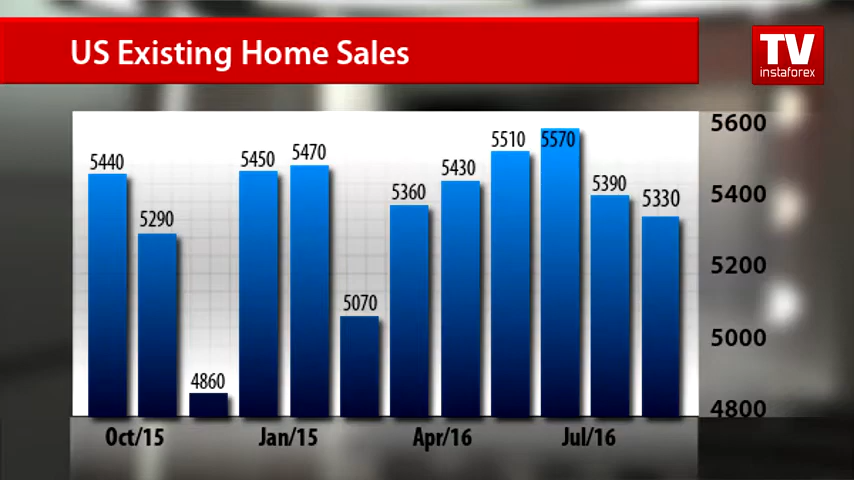 US Existing Home Sales
TV
instaforex
5440
5290
4860
5450
5470
5070
5360
5430
5510
5570
5390
5330
5600
5400
5200
5000
4800
Oct/15
Jan/15
Apr/16
Jul/16